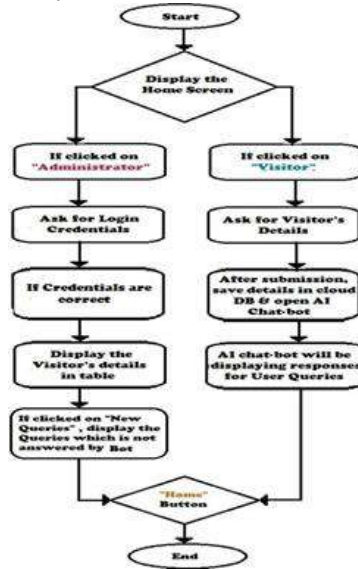 Start
Display the
Home Screen
If clicked on
"Administrator"
If clicked on
"Visitor".
Ask for Login
Credentials
Ask for Visitor's
Details
If Credentials are
correct
After submission,
save details in cloud
DB & open AI
Chat-bot
Display the
Visitor's details
in table
AI chat-bot will be
displaying responses
for User Queries
If clicked on "New
Queries" , display the
Queries which is not
answered by Bot
"Home"
Button
End